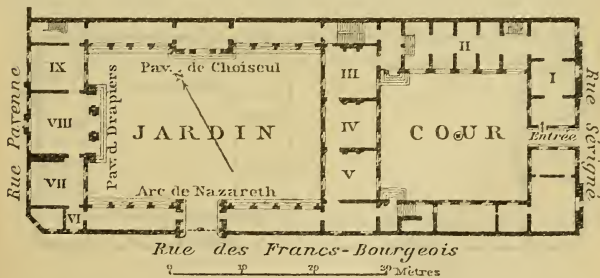 IX
Pav. de Choiseul
II
I
III
Rue Payenne
VIII
Pav. d. Drapiers
JARDIN
IV
COUR
Entrée
Rue Sévigné
VII
VI
Arc de Nazareth
V
Rue des Francs-Bourgeois
0 10 20 30 Mètres